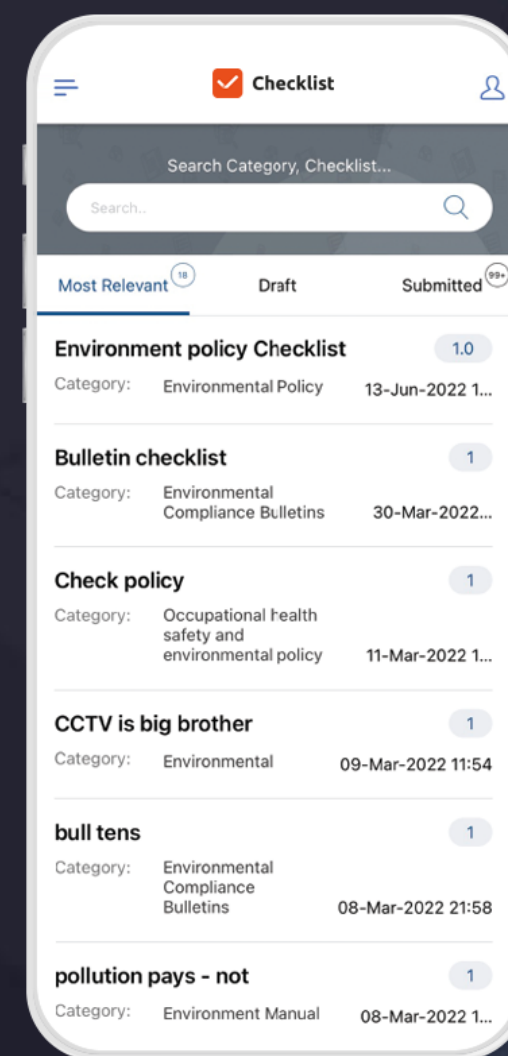 Checklist
Search Category, Checklist...
Search..
Most Relevant 18 Draft Submitted 99+
Environment policy Checklist 1.0
Category: Environmental Policy 13-Jun-2022 1...
Bulletin checklist 1
Category: Environmental
Compliance Bulletins 30-Mar-2022...
Check policy 1
Category: Occupational health
safety and
environmental policy 11-Mar-2022 1...
CCTV is big brother 1
Category: Environmental 09-Mar-2022 11:54
bull tens 1
Category: Environmental
Compliance
Bulletins 08-Mar-2022 21:58
pollution pays - not 1
Category: Environment Manual 08-Mar-2022 1...